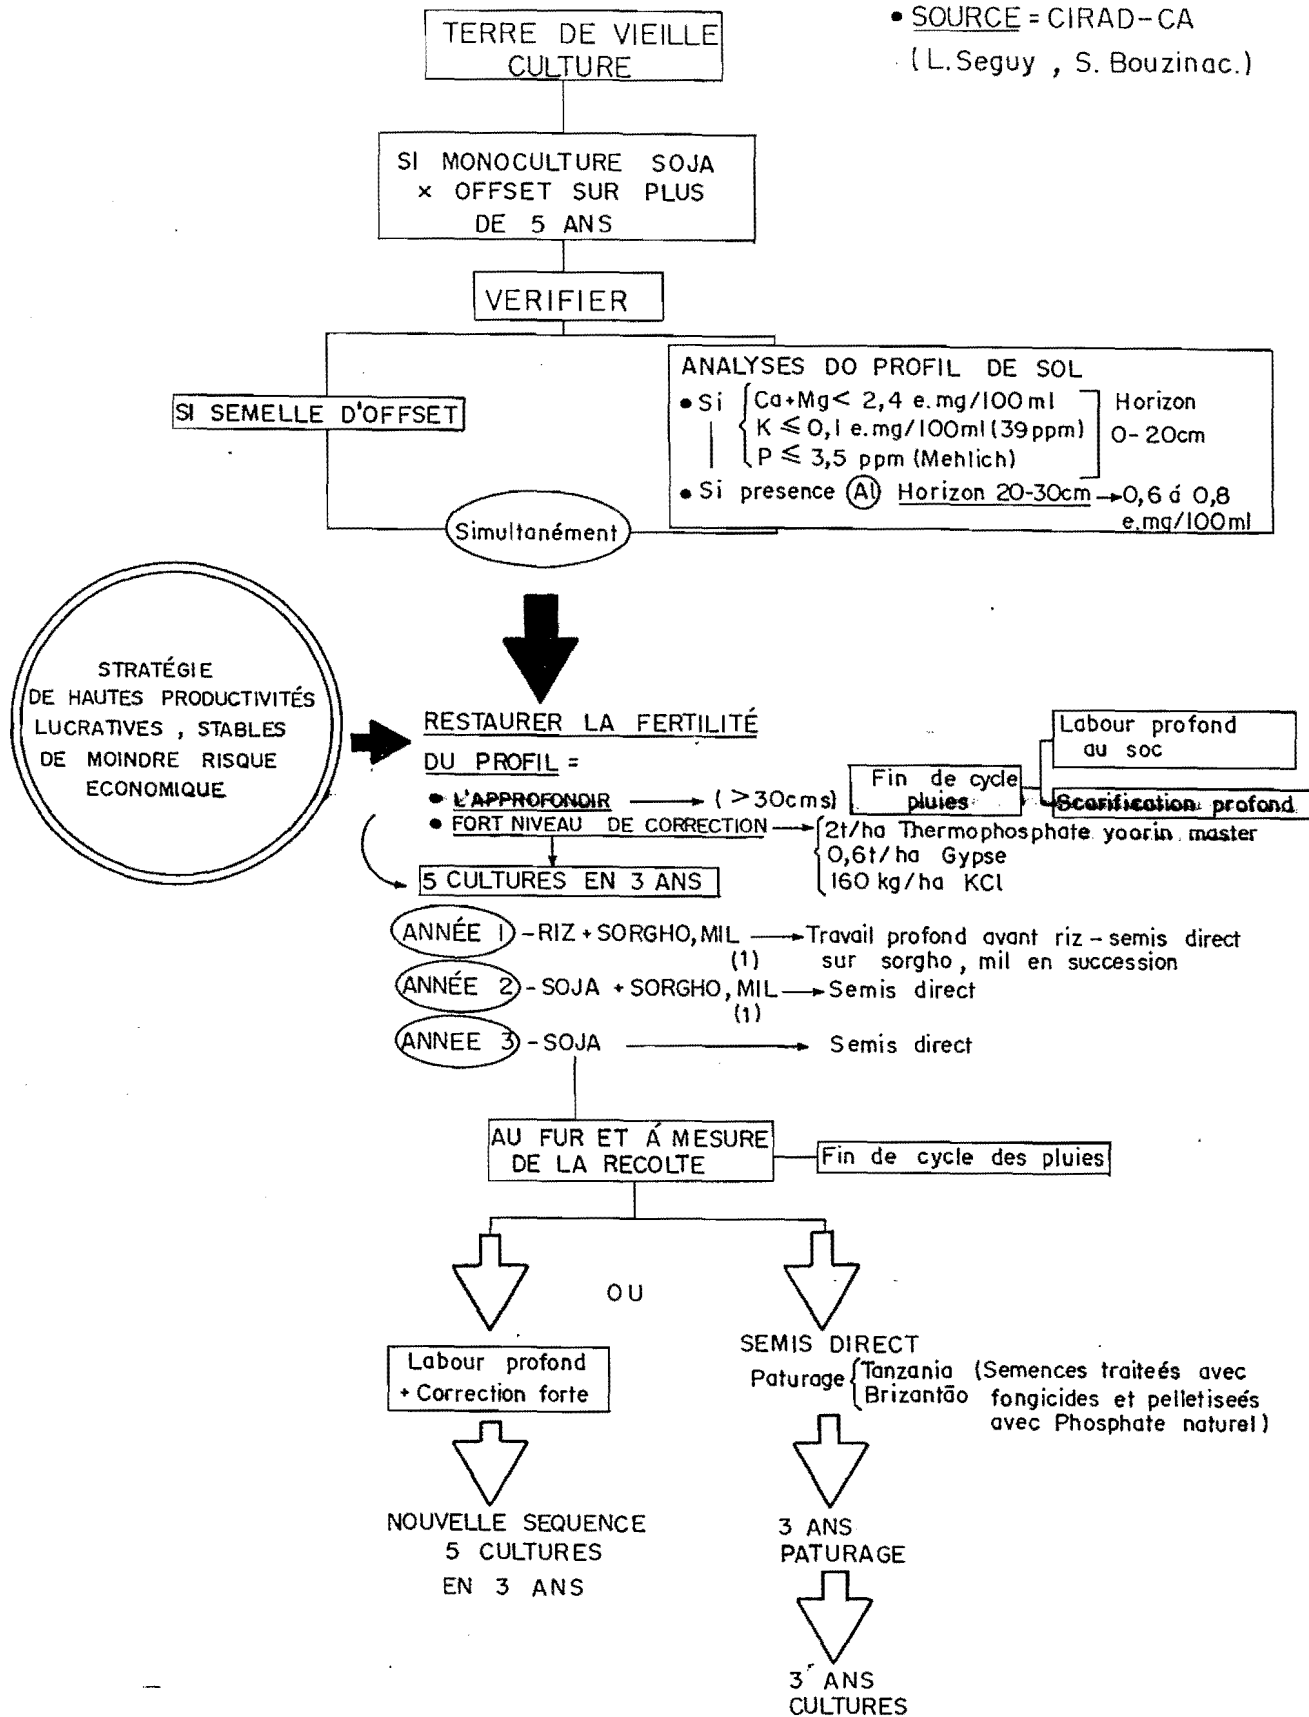 TERRE DE VIEILLE
CULTURE
• SOURCE = CIRAD-CA
(L.Seguy , S. Bouzinac.)
SI MONOCULTURE SOJA
× OFFSET SUR PLUS
DE 5 ANS
VERIFIER
SI SEMELLE D'OFFSET
ANALYSES DO PROFIL DE SOL
• Si { Ca+Mg < 2,4 e.mg/100 ml
K ⩽ 0,1 e.mg/100ml (39 ppm)
P ⩽ 3,5 ppm (Mehlich)
Horizon
0-20cm
• Si presence Al Horizon 20-30cm → 0,6 á 0,8
e.mg/100ml
Simultanément
STRATÉGIE
DE HAUTES PRODUCTIVITÉS
LUCRATIVES , STABLES
DE MOINDRE RISQUE
ECONOMIQUE
RESTAURER LA FERTILITÉ
DU PROFIL =
• L'APPROFONDIR → ( > 30cms)
Fin de cycle
pluies
Labour profond
au soc
Scarification profond
• FORT NIVEAU DE CORRECTION → { 2t/ha Thermophosphate yoorin master
0,6t/ha Gypse
160 kg/ha KCl
5 CULTURES EN 3 ANS
ANNÉE 1 - RIZ + SORGHO, MIL → Travail profond avant riz - semis direct
(1) sur sorgho , mil en succession
ANNÉE 2 - SOJA + SORGHO, MIL → Semis direct
(1)
ANNEE 3 - SOJA → Semis direct
AU FUR ET Á MESURE
DE LA RECOLTE
Fin de cycle des pluies
OU
Labour profond
+ Correction forte
NOUVELLE SEQUENCE
5 CULTURES
EN 3 ANS
SEMIS DIRECT
Paturage { Tanzania (Semences traiteés avec
Brizantão fongicides et pelletiseés
avec Phosphate naturel)
3 ANS
PATURAGE
3 ANS
CULTURES